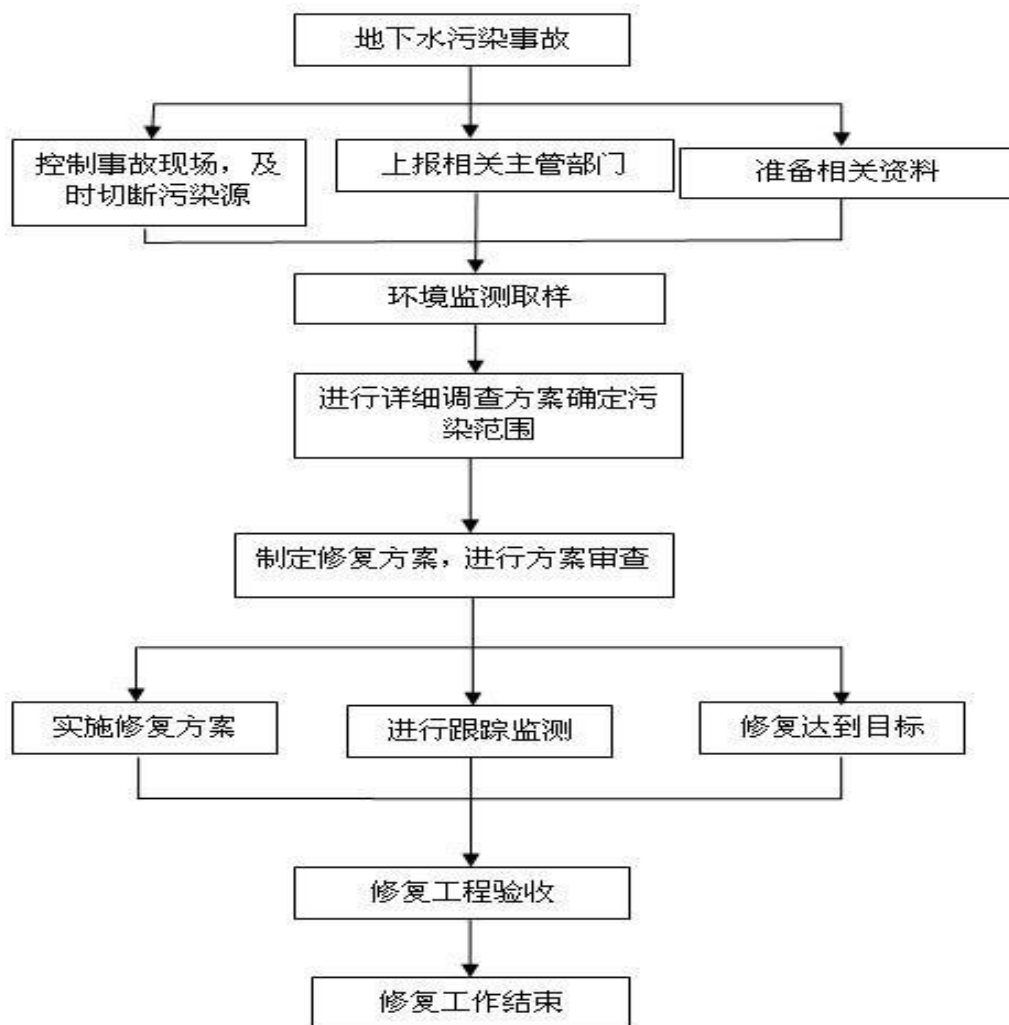 地下水污染事故
控制事故现场，及
时切断污染源
上报相关主管部门
准备相关资料
环境监测取样
进行详细调查方案确定污
染范围
制定修复方案，进行方案审查
实施修复方案
进行跟踪监测
修复达到目标
修复工程验收
修复工作结束